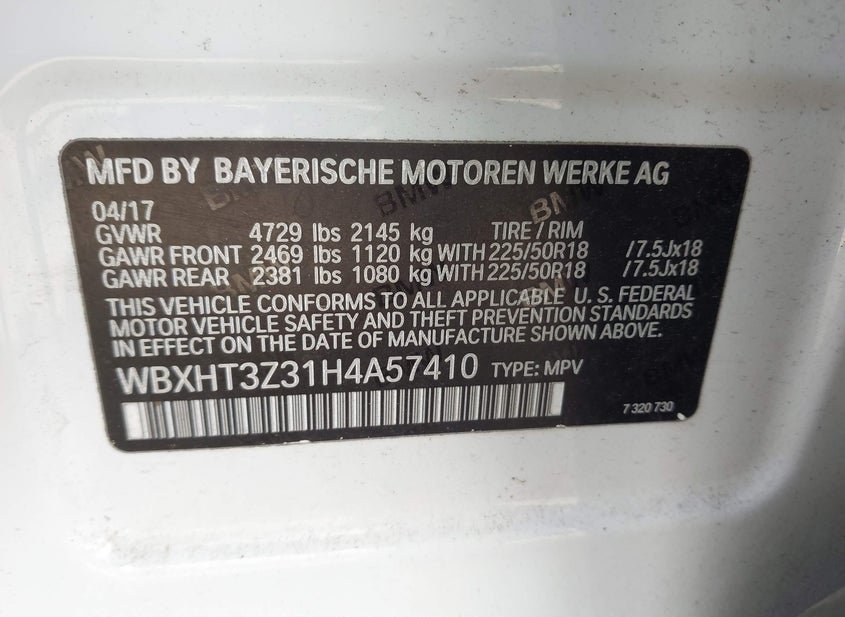 MFD BY BAYERISCHE MOTOREN WERKE AG
04/17
GVWR 4729 lbs 2145 kg TIRE / RIM
GAWR FRONT 2469 lbs 1120 kg WITH 225/50R18 /7.5Jx18
GAWR REAR 2381 lbs 1080 kg WITH 225/50R18 /7.5Jx18
THIS VEHICLE CONFORMS TO ALL APPLICABLE U. S. FEDERAL
MOTOR VEHICLE SAFETY AND THEFT PREVENTION STANDARDS
IN EFFECT ON THE DATE OF MANUFACTURE SHOWN ABOVE.
WBXHT3Z31H4A57410 TYPE: MPV
7 320 730